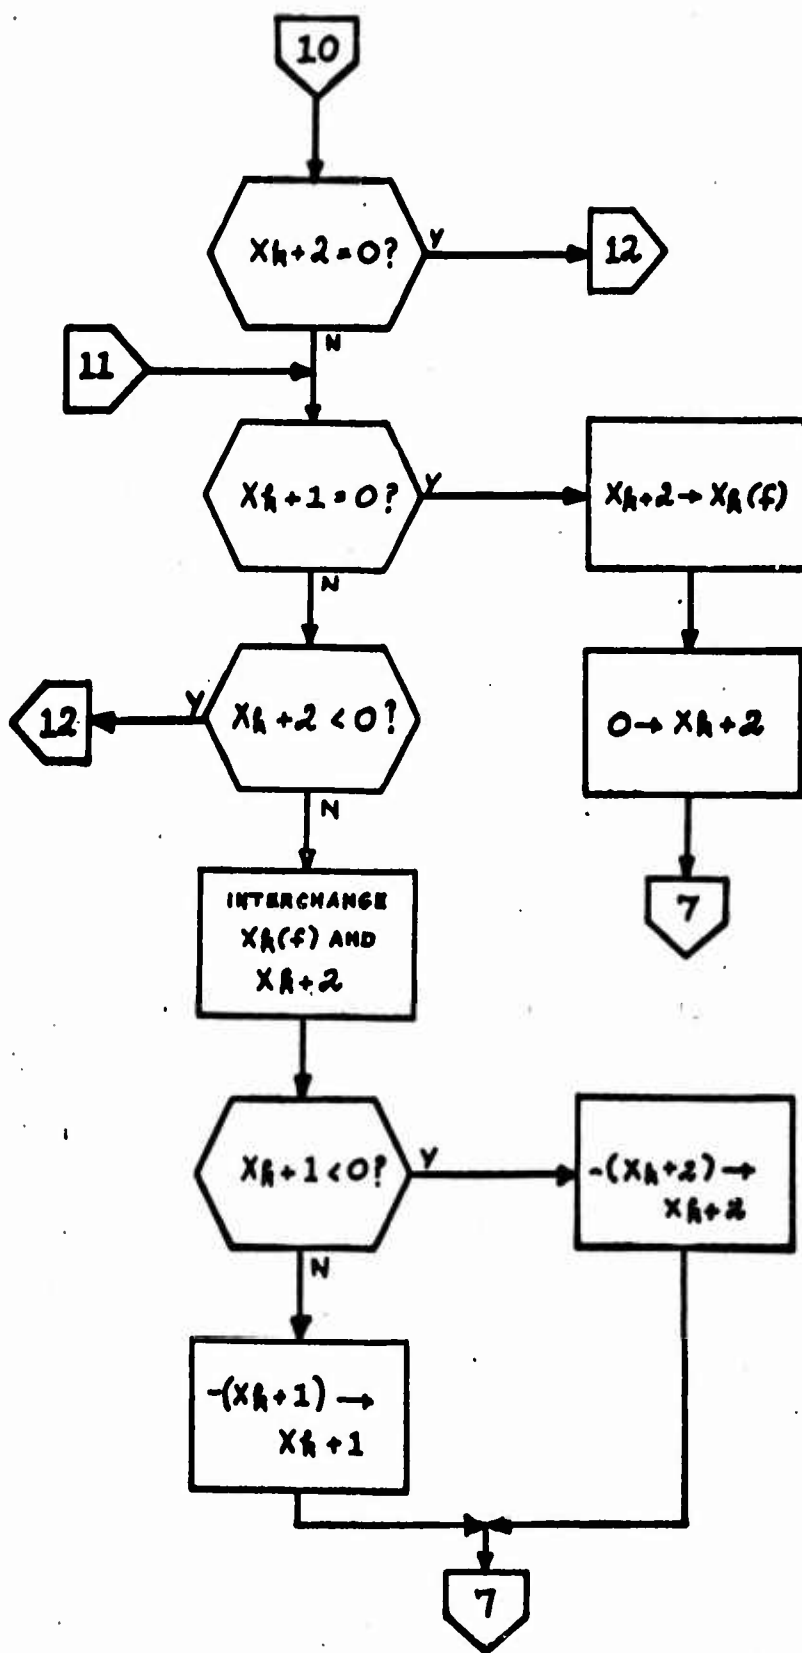 10
Xk+2=0?
Y
12
N
11
Xk+1=0?
Y
Xk+2→Xk(f)
N
Xk+2<0?
Y
12
0→Xk+2
N
7
INTERCHANGE
Xk(f) AND
Xk+2
Xk+1<0?
Y
-(Xk+2)→
Xk+2
N
-(Xk+1)→
Xk+1
7